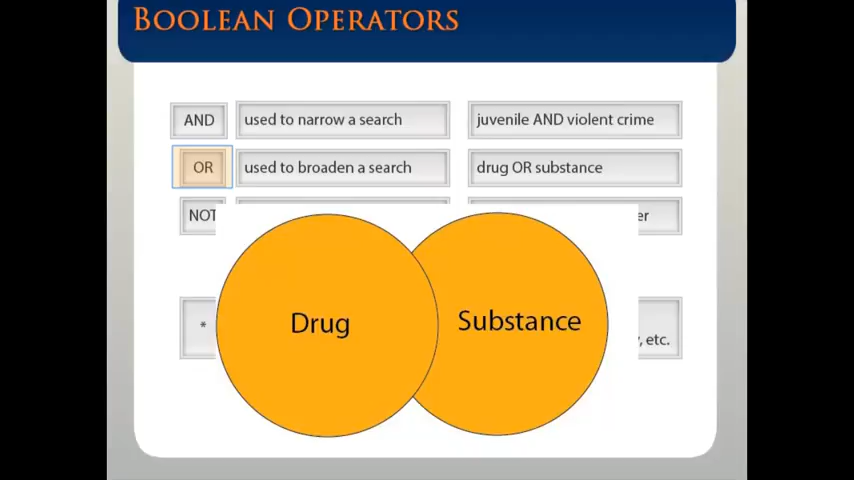 BOOLEAN OPERATORS
AND used to narrow a search juvenile AND violent crime
OR used to broaden a search drug OR substance
NOT er
Drug Substance
* , etc.